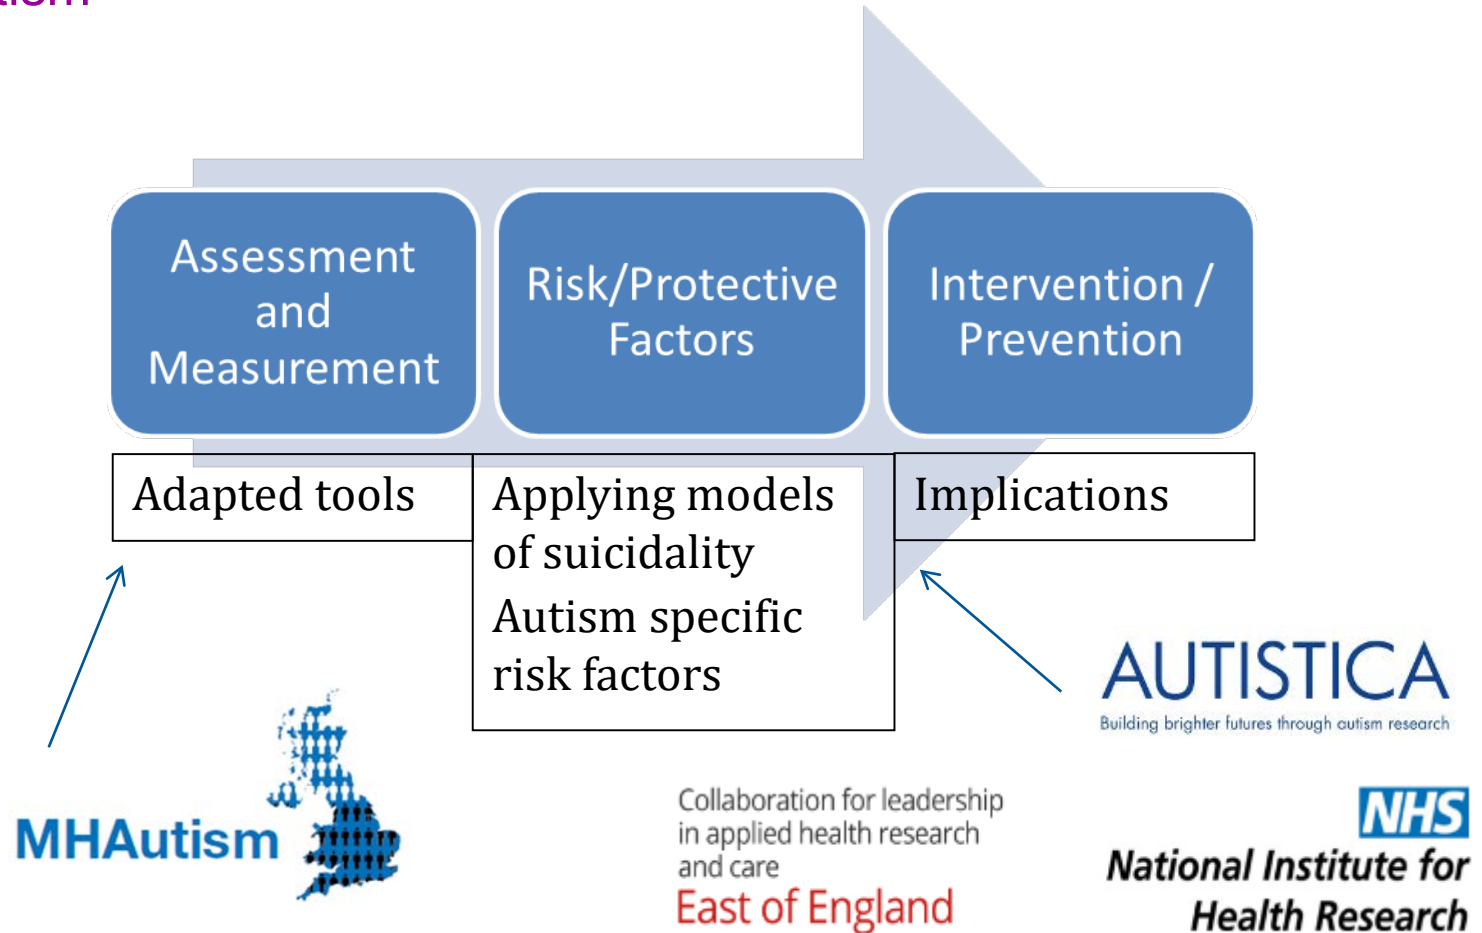 Assessment
and
Measurement
Risk/Protective
Factors
Intervention /
Prevention
Adapted tools
Applying models
of suicidality
Autism specific
risk factors
Implications
AUTISTICA
Building brighter futures through autism research
MHAutism
Collaboration for leadership
in applied health research
and care
East of England
NHS
National Institute for
Health Research